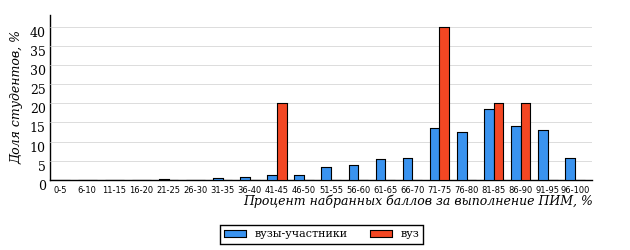 Доля студентов, %
40
35
30
25
20
15
10
5
0
0-5 6-10 11-15 16-20 21-25 26-30 31-35 36-40 41-45 46-50 51-55 56-60 61-65 66-70 71-75 76-80 81-85 86-90 91-95 96-100
Процент набранных баллов за выполнение ПИМ, %
вузы-участники вуз